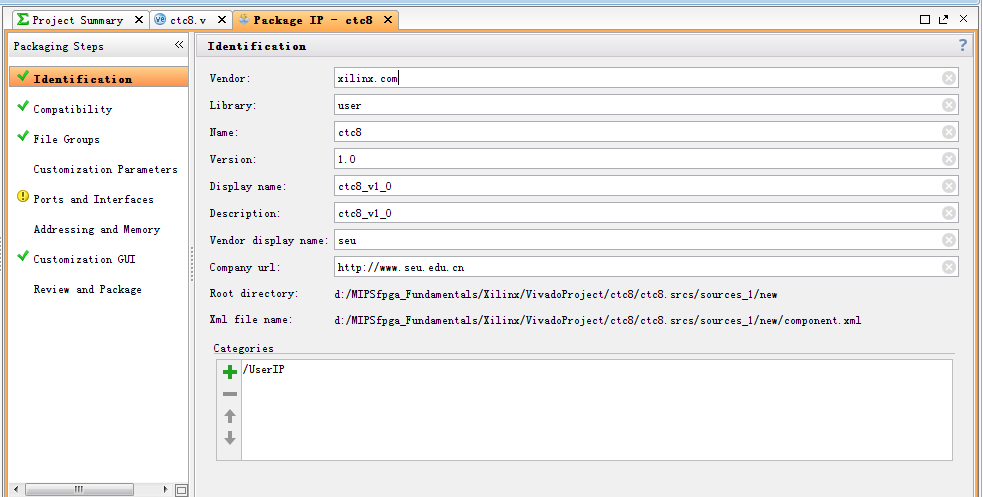 Project Summary
ctc8.v
Package IP - ctc8
Packaging Steps
Identification
Compatibility
File Groups
Customization Parameters
Ports and Interfaces
Addressing and Memory
Customization GUI
Review and Package
Identification
Vendor: xilinx.com
Library: user
Name: ctc8
Version: 1.0
Display name: ctc8_v1_0
Description: ctc8_v1_0
Vendor display name: seu
Company url: http://www.seu.edu.cn
Root directory: d:/MIPSfpga_Fundamentals/Xilinx/VivadoProject/ctc8/ctc8.srcs/sources_1/new
Xml file name: d:/MIPSfpga_Fundamentals/Xilinx/VivadoProject/ctc8/ctc8.srcs/sources_1/new/component.xml
Categories
/UserIP